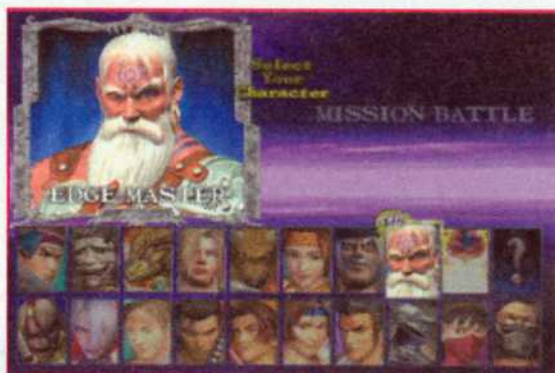 Select
Your
Character
MISSION BATTLE
EDGE MASTER
?